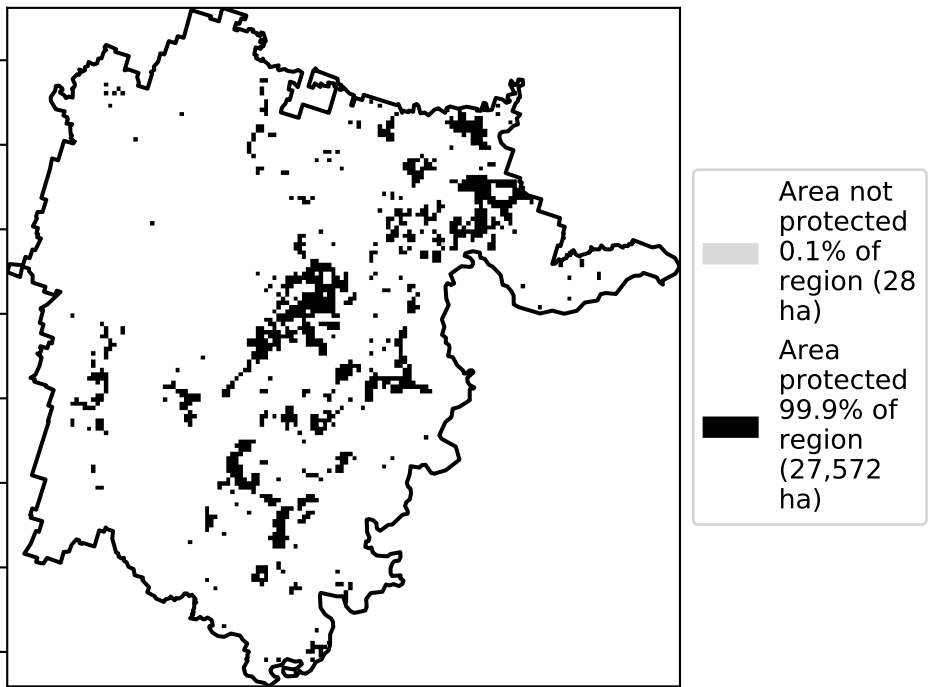 Area not
protected
0.1% of
region (28
ha)
Area
protected
99.9% of
region
(27,572
ha)